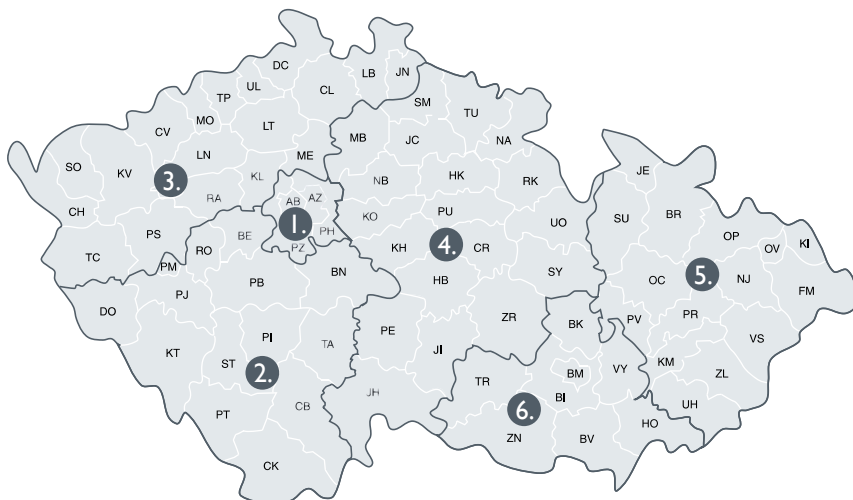 DC
LB
JN
UL
CL
TP
SM
TU
MO
CV
LT
MB
JC
NA
LN
ME
SO
KV
3.
KL
NB
HK
RK
JE
RA
AB
AZ
CH
KO
PU
UO
SU
BR
1.
PH
PS
BE
RO
PZ
KH
4.
CR
OP
OV
KI
TC
PM
BN
SY
5.
PJ
PB
HB
OC
NJ
FM
DO
PI
PE
ZR
BK
PV
PR
KT
ST
TA
JI
VS
2.
TR
BM
VY
KM
ZL
PT
CB
JH
6.
BI
UH
HO
ZN
BV
CK